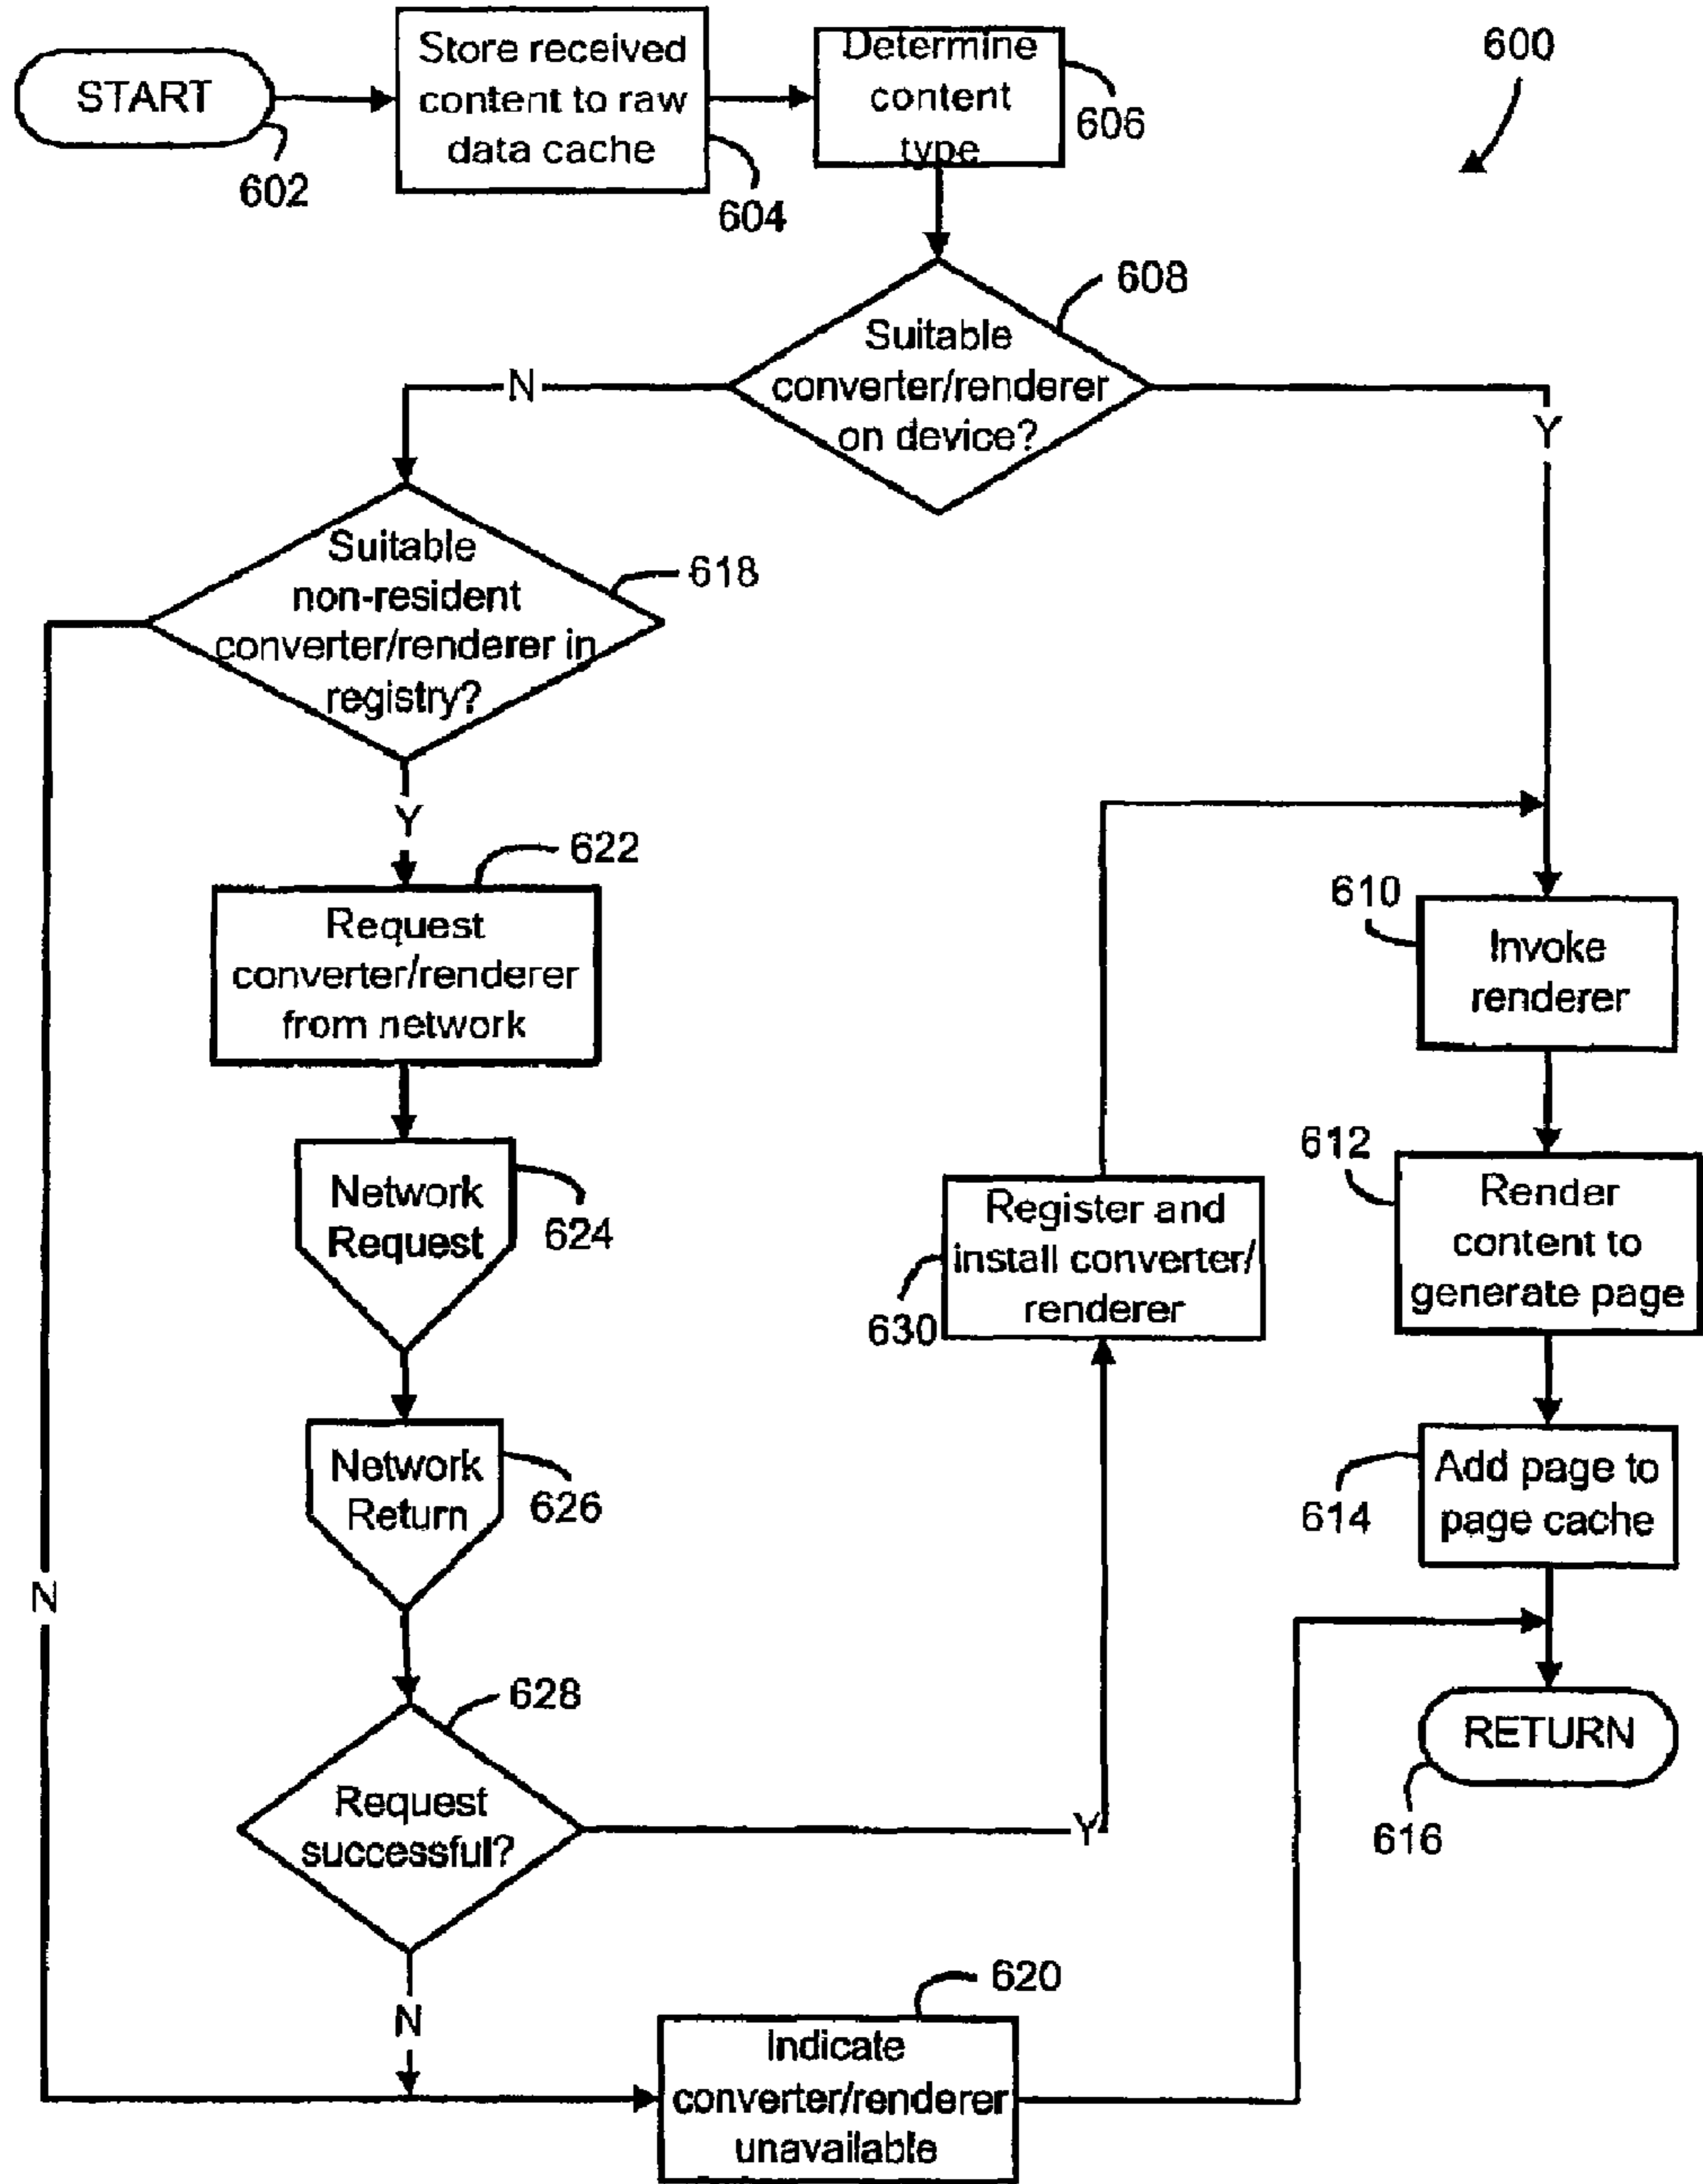 START
602
Store received
content to raw
data cache
604
Determine
content
type
606
600
608
Suitable
converter/renderer
on device?
N
Y
Suitable
non-resident
converter/renderer in
registry?
618
Y
622
Request
converter/renderer
from network
610
Invoke
renderer
Network
Request
624
612
Render
content to
generate page
Register and
install converter/
renderer
630
Network
Return
626
Add page to
page cache
614
N
628
Request
successful?
Y
RETURN
616
N
620
Indicate
converter/renderer
unavailable